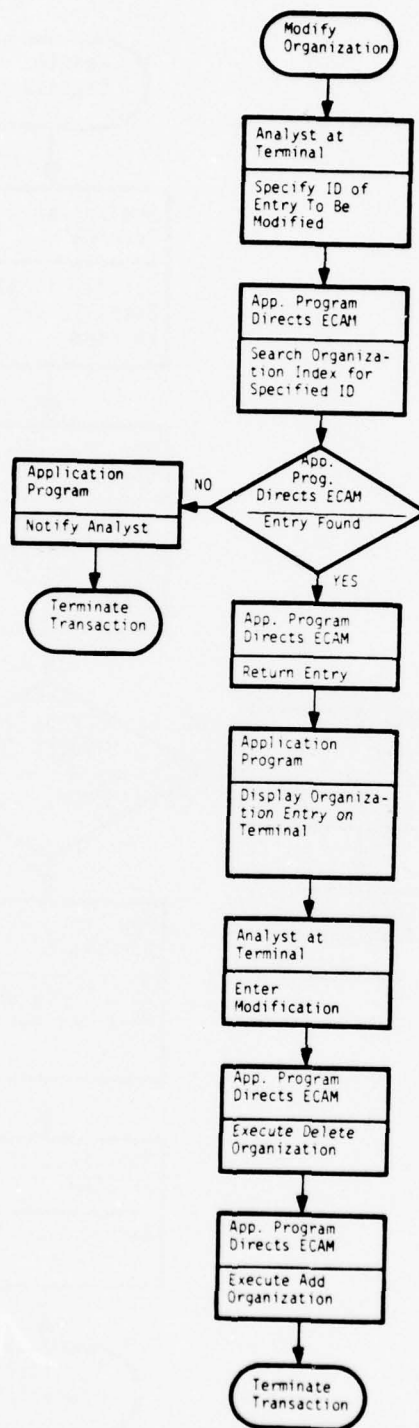 Modify
Organization
Analyst at
Terminal
Specify ID of
Entry To Be
Modified
App. Program
Directs ECAM
Search Organiza-
tion Index for
Specified ID
App.
Prog.
Directs ECAM
Entry Found
NO
Application
Program
Notify Analyst
Terminate
Transaction
YES
App. Program
Directs ECAM
Return Entry
Application
Program
Display Organiza-
tion Entry on
Terminal
Analyst at
Terminal
Enter
Modification
App. Program
Directs ECAM
Execute Delete
Organization
App. Program
Directs ECAM
Execute Add
Organization
Terminate
Transaction